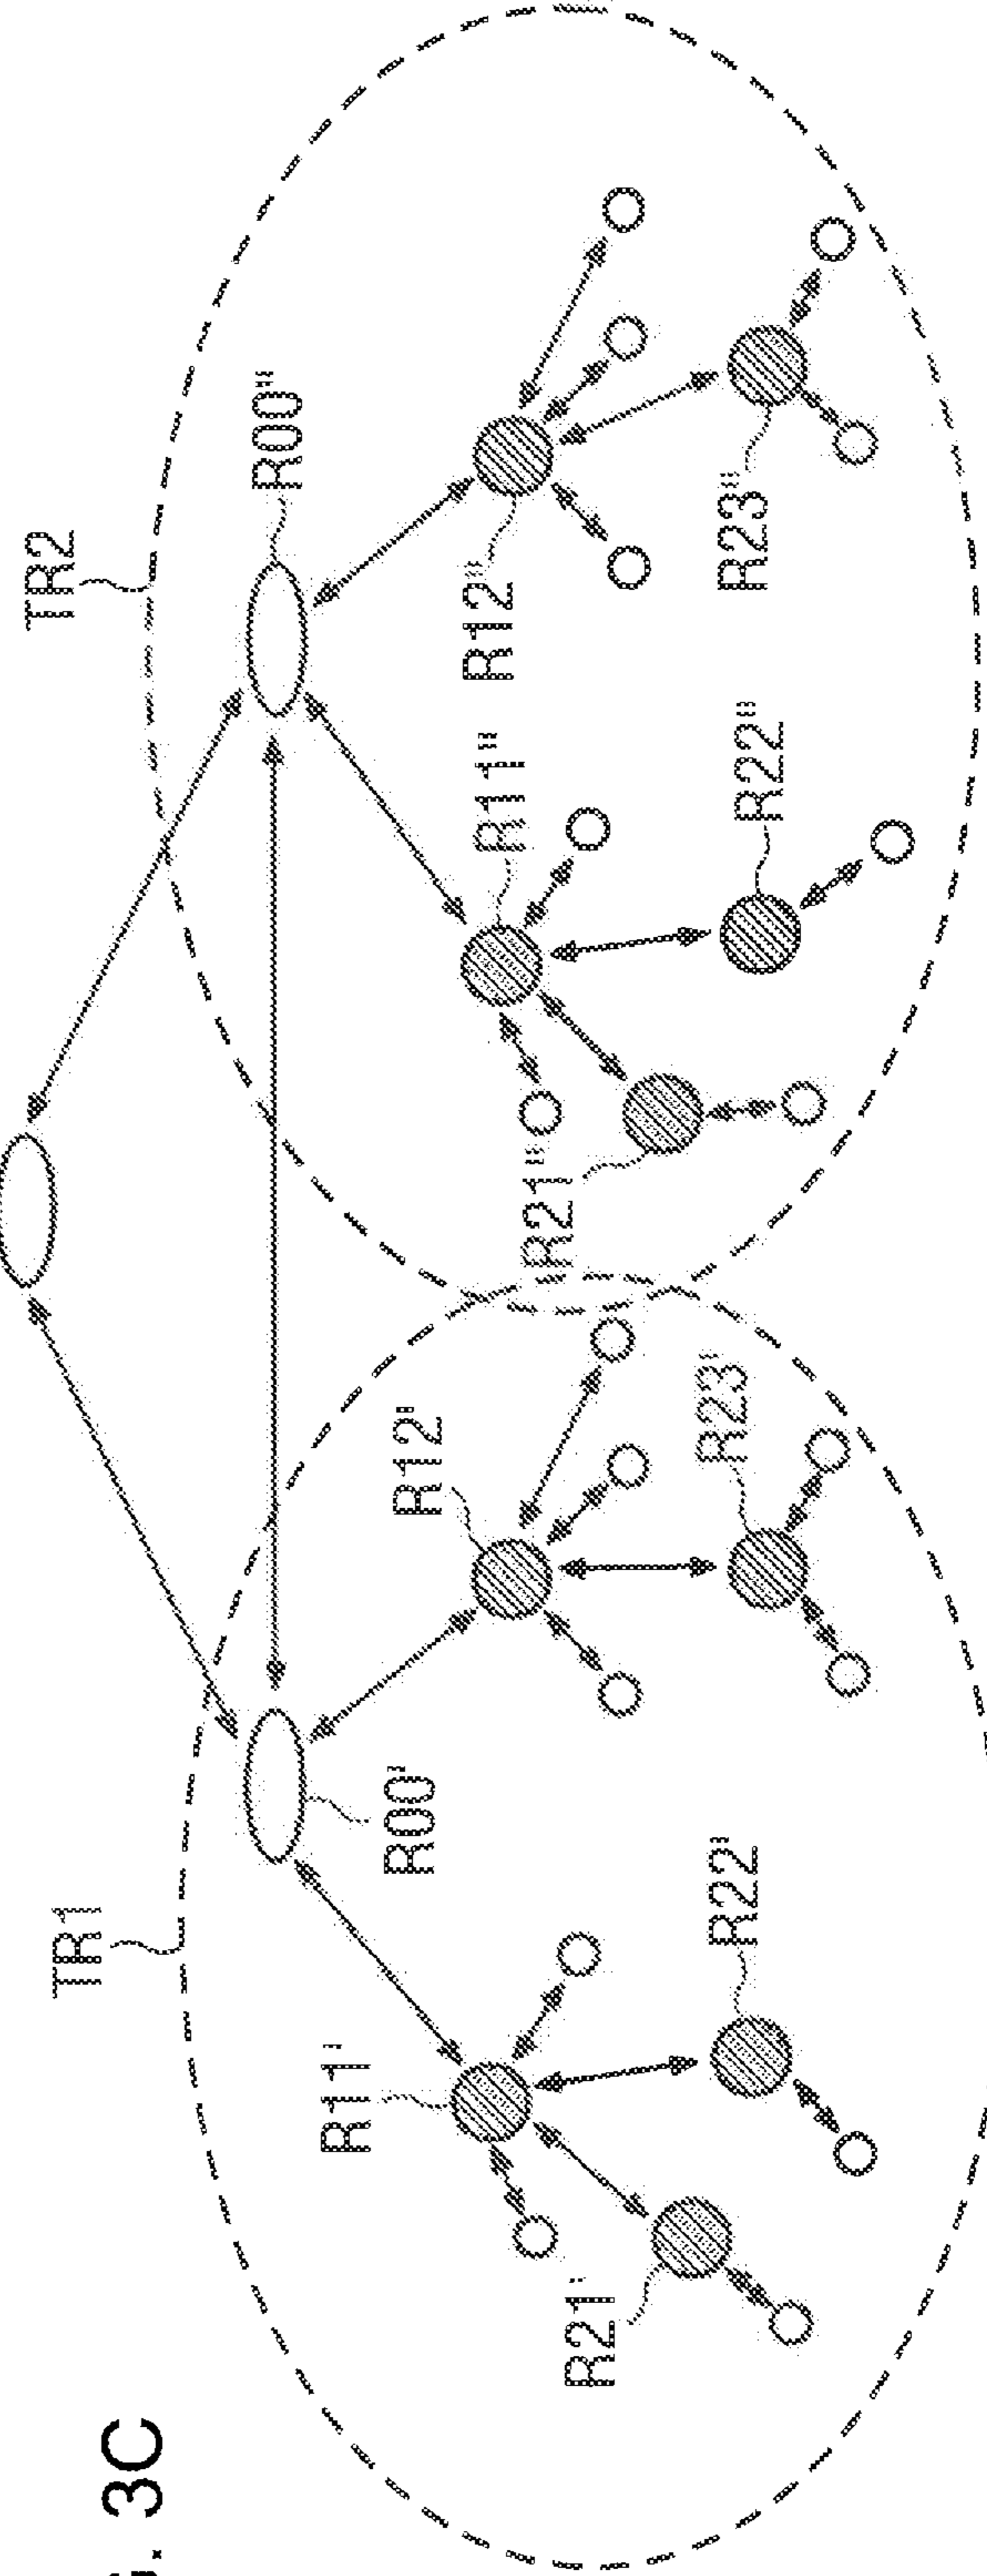 . 3C
TR1
TR2
R00'
R00"
R11'
R12'
R11"
R12"
R21'
R22'
R23'
R21"
R22"
R23"